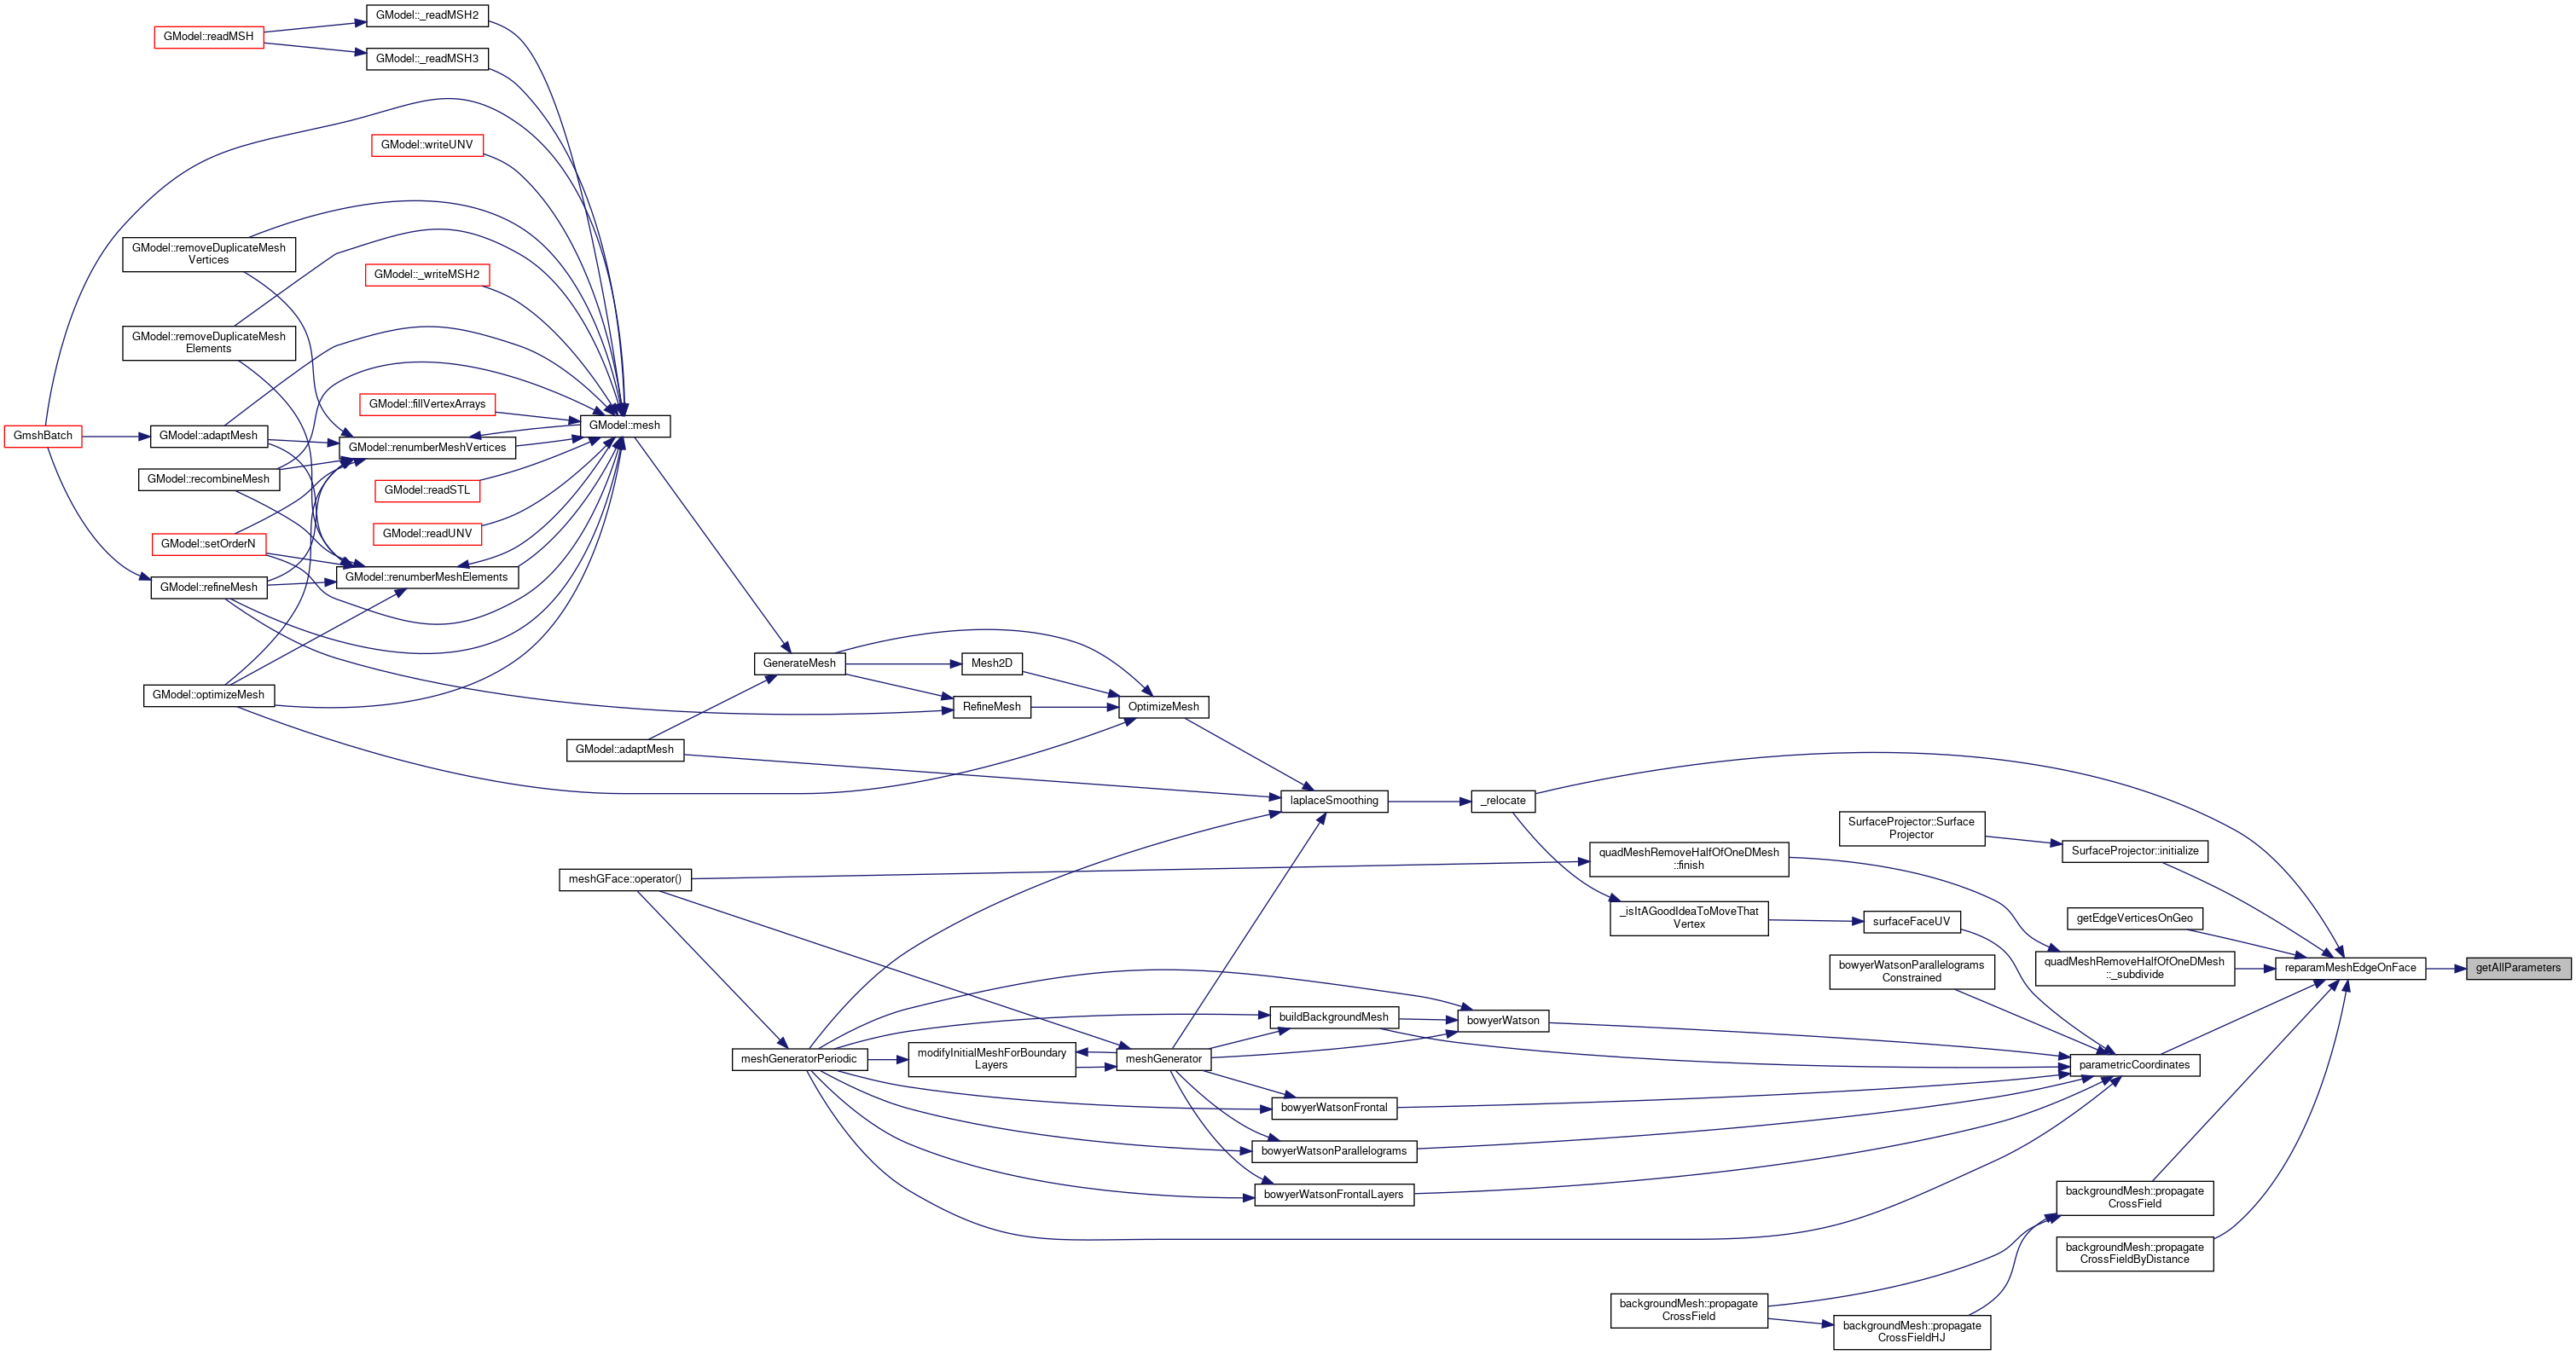 GModel::_readMSH2
GModel::readMSH
GModel::_readMSH3
GModel::writeUNV
GModel::removeDuplicateMesh
Vertices
GModel::_writeMSH2
GModel::removeDuplicateMesh
Elements
GModel::fillVertexArrays
GModel::mesh
GmshBatch
GModel::adaptMesh
GModel::renumberMeshVertices
GModel::recombineMesh
GModel::readSTL
GModel::readUNV
GModel::setOrderN
GModel::renumberMeshElements
GModel::refineMesh
GenerateMesh
Mesh2D
GModel::optimizeMesh
RefineMesh
OptimizeMesh
GModel::adaptMesh
laplaceSmoothing
_relocate
SurfaceProjector::Surface
Projector
SurfaceProjector::initialize
quadMeshRemoveHalfOfOneDMesh
::finish
meshGFace::operator()
_isItAGoodIdeaToMoveThat
Vertex
surfaceFaceUV
getEdgeVerticesOnGeo
quadMeshRemoveHalfOfOneDMesh
::_subdivide
reparamMeshEdgeOnFace
getAllParameters
bowyerWatsonParallelograms
Constrained
buildBackgroundMesh
bowyerWatson
meshGeneratorPeriodic
modifyInitialMeshForBoundary
Layers
meshGenerator
parametricCoordinates
bowyerWatsonFrontal
bowyerWatsonParallelograms
bowyerWatsonFrontalLayers
backgroundMesh::propagate
CrossField
backgroundMesh::propagate
CrossFieldByDistance
backgroundMesh::propagate
CrossField
backgroundMesh::propagate
CrossFieldHJ